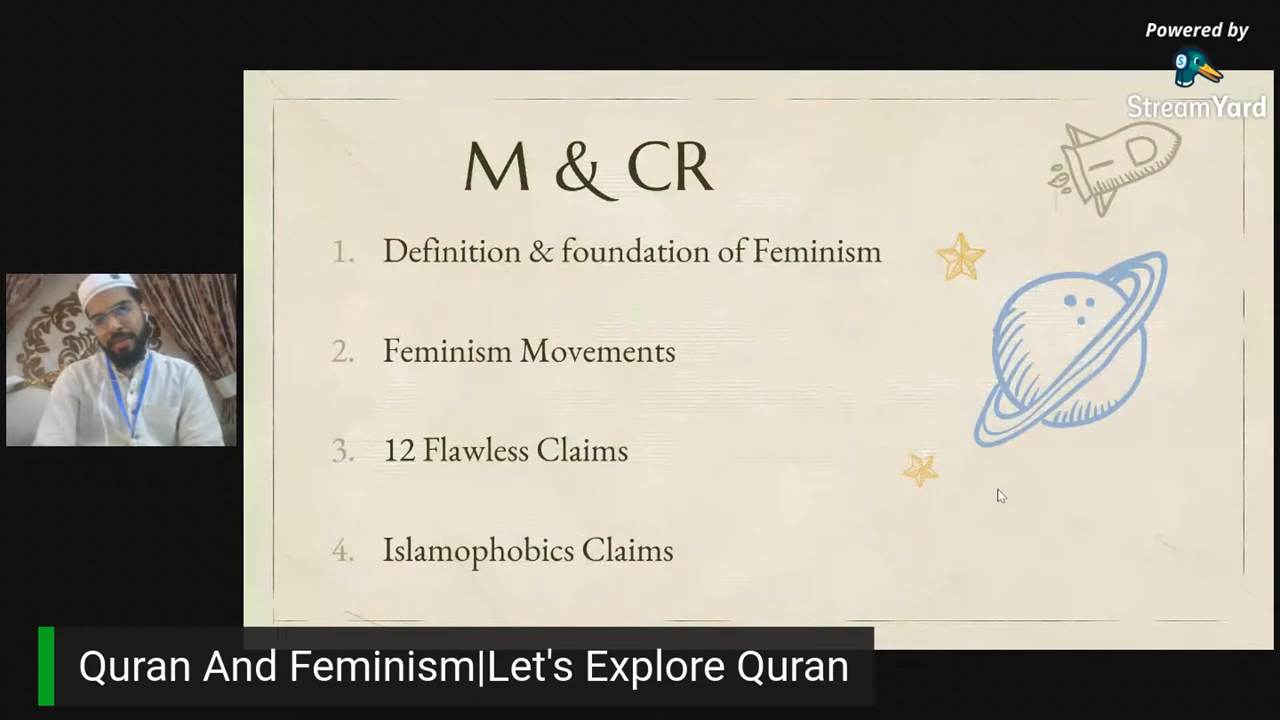 Powered by
StreamYard
M & CR
1. Definition & foundation of Feminism
2. Feminism Movements
3. 12 Flawless Claims
4. Islamophobics Claims
13
Quran And Feminism|Let's Explore Quran